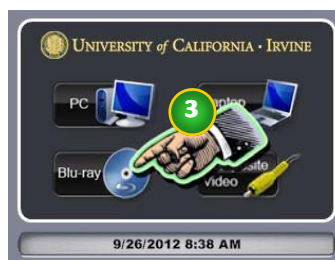 UNIVERSITY of CALIFORNIA · IRVINE
PC
3
Blu-ray
Video
9/26/2012 8:38 AM